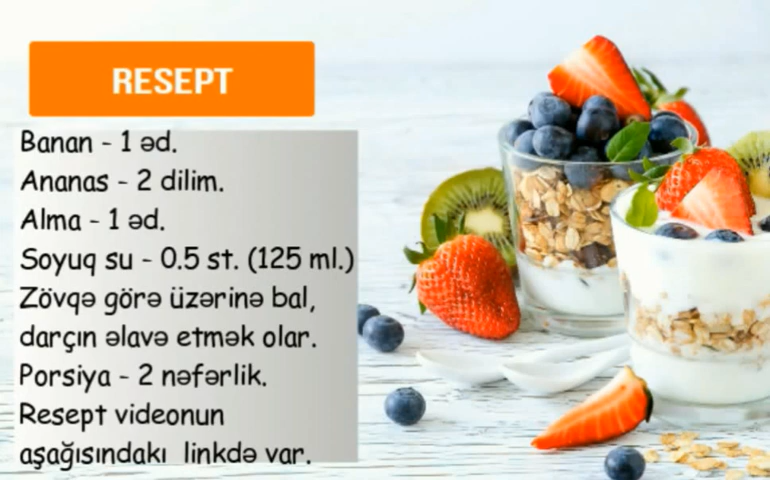 RESEPT
Banan - 1 əd.
Ananas - 2 dilim.
Alma - 1 əd.
Soyuq su - 0.5 st. (125 ml.)
Zövqə görə üzərinə bal,
darçın əlavə etmək olar.
Porsiya - 2 nəfərlik.
Resept videonun
aşağısındakı linkdə var.